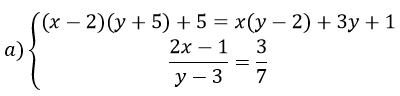 a) { (x − 2)(y + 5) + 5 = x(y − 2) + 3y + 1
(2x − 1)/(y − 3) = 3/7